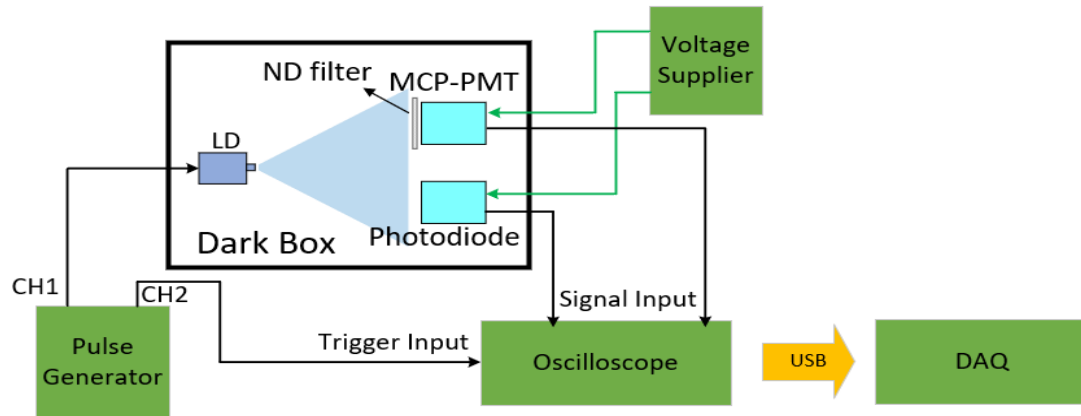 Voltage
Supplier
ND filter
MCP-PMT
LD
Photodiode
Dark Box
CH1
CH2
Signal Input
Trigger Input
Pulse
Generator
Oscilloscope
USB
DAQ